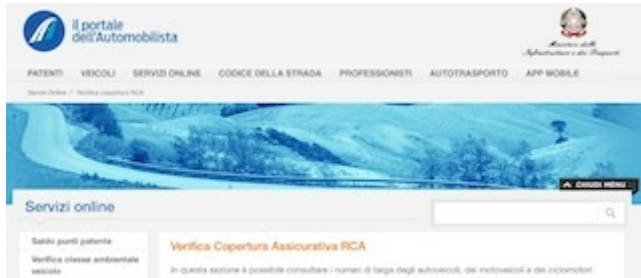 il portale
dell'Automobilista
Ministero delle
Infrastrutture e dei Trasporti
PATENTI VEICOLI SERVIZI ONLINE CODICE DELLA STRADA PROFESSIONISTI AUTOTRASPORTO APP MOBILE
Servizi Online / Verifica copertura RCA
CHIUDI MENU
Servizi online
Saldo punti patente
Verifica classe ambientale
veicolo
Verifica Copertura Assicurativa RCA
In questa sezione è possibile consultare i numeri di targa degli autoveicoli, dei motoveicoli e dei ciclomotori